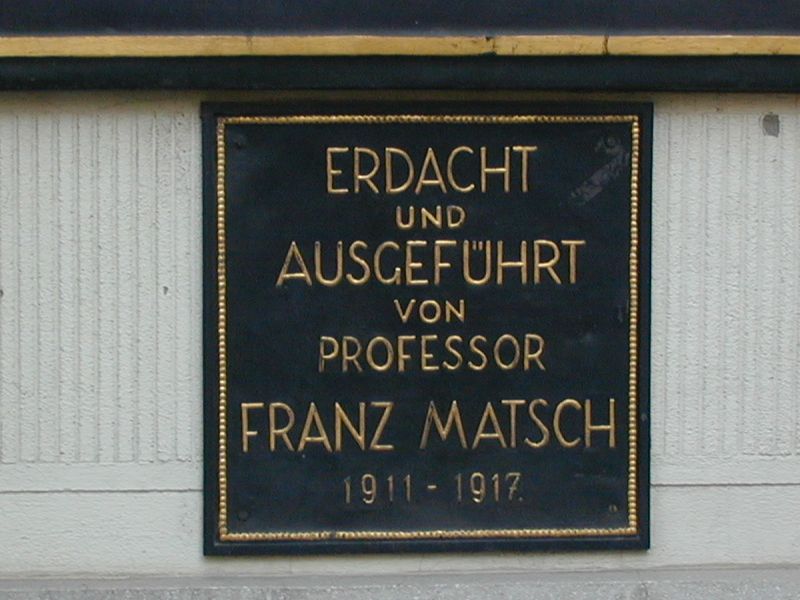 ERDACHT
UND
AUSGEFÜHRT
VON
PROFESSOR
FRANZ MATSCH
1911 - 1917